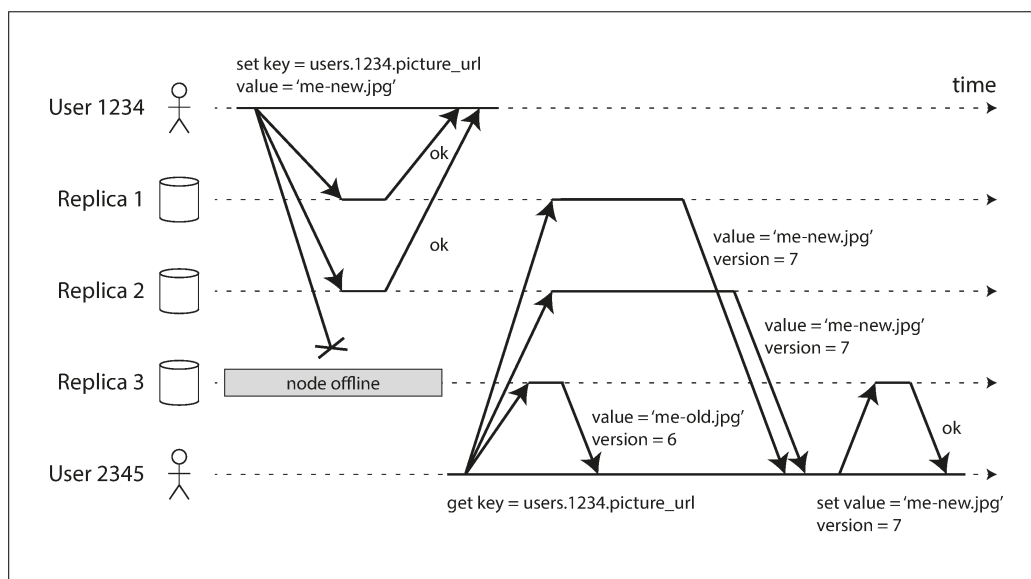 set key = users.1234.picture_url
value = ‘me-new.jpg’
time
User 1234
ok
Replica 1
ok
value = ‘me-new.jpg’
version = 7
Replica 2
value = ‘me-new.jpg’
version = 7
Replica 3
node offline
value = ‘me-old.jpg’
version = 6
ok
User 2345
get key = users.1234.picture_url
set value = ‘me-new.jpg’
version = 7